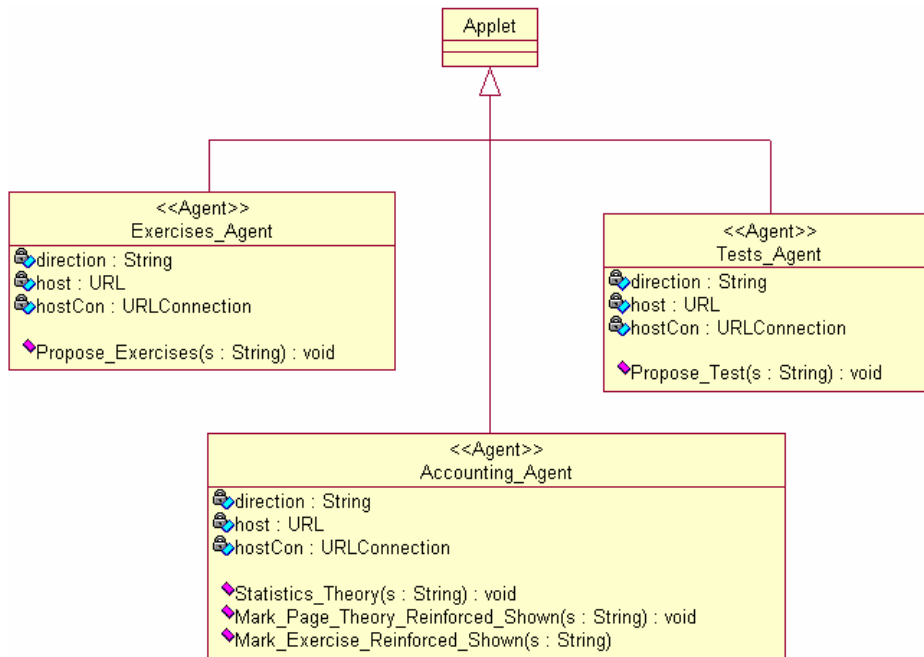 Applet
<<Agent>>
Exercises_Agent
direction : String
host : URL
hostCon : URLConnection
Propose_Exercises(s : String) : void
<<Agent>>
Tests_Agent
direction : String
host : URL
hostCon : URLConnection
Propose_Test(s : String) : void
<<Agent>>
Accounting_Agent
direction : String
host : URL
hostCon : URLConnection
Statistics_Theory(s : String) : void
Mark_Page_Theory_Reinforced_Shown(s : String) : void
Mark_Exercise_Reinforced_Shown(s : String)